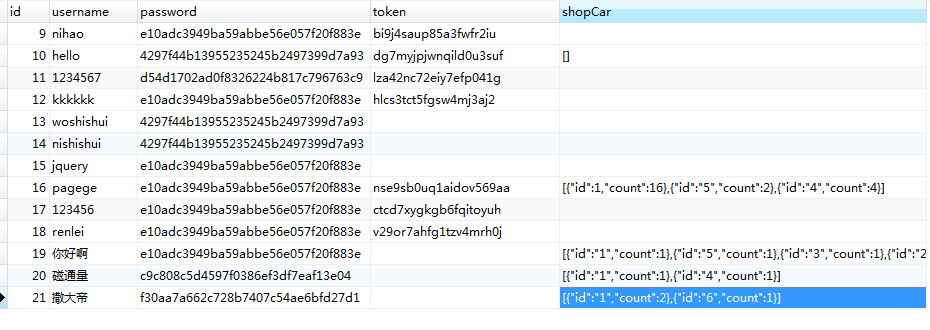 id username password token shopCar
9 nihao e10adc3949ba59abbe56e057f20f883e bi9j4saup85a3fwfr2iu
10 hello 4297f44b13955235245b2497399d7a93 dg7myjpjwnqild0u3suf []
11 1234567 d54d1702ad0f8326224b817c796763c9 lza42nc72eiy7efp041g
12 kkkkkk e10adc3949ba59abbe56e057f20f883e hlcs3tct5fgsw4mj3aj2
13 woshishui 4297f44b13955235245b2497399d7a93
14 nishishui 4297f44b13955235245b2497399d7a93
15 jquery e10adc3949ba59abbe56e057f20f883e
16 pagege e10adc3949ba59abbe56e057f20f883e nse9sb0uq1aidov569aa [{"id":1,"count":16},{"id":"5","count":2},{"id":"4","count":4}]
17 123456 e10adc3949ba59abbe56e057f20f883e ctcd7xygkgb6fqitoyuh
18 renlei e10adc3949ba59abbe56e057f20f883e v29or7ahfg1tzv4mrh0j
19 你好啊 e10adc3949ba59abbe56e057f20f883e [{"id":"1","count":1},{"id":"5","count":1},{"id":"3","count":1},{"id":"2
20 磁通量 c9c808c5d4597f0386ef3df7eaf13e04 [{"id":"1","count":1},{"id":"4","count":1}]
21 撒大帝 f30aa7a662c728b7407c54ae6bfd27d1 [{"id":"1","count":2},{"id":"6","count":1}]